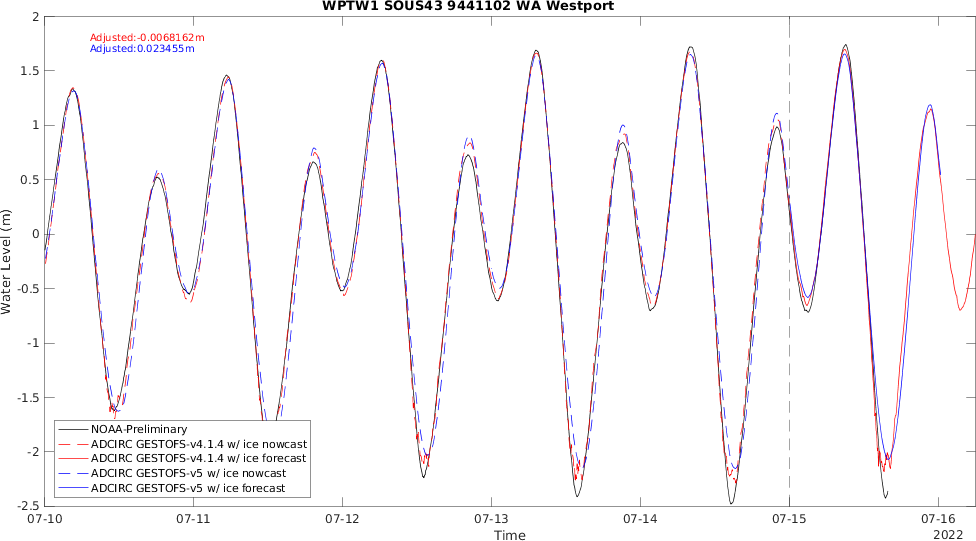 WPTW1 SOUS43 9441102 WA Westport
Adjusted:-0.0068162m
Adjusted:0.023455m
Water Level (m)
2
1.5
1
0.5
0
-0.5
-1
-1.5
-2
-2.5
NOAA-Preliminary
ADCIRC GESTOFS-v4.1.4 w/ ice nowcast
ADCIRC GESTOFS-v4.1.4 w/ ice forecast
ADCIRC GESTOFS-v5 w/ ice nowcast
ADCIRC GESTOFS-v5 w/ ice forecast
07-10 07-11 07-12 07-13 07-14 07-15 07-16
Time
2022